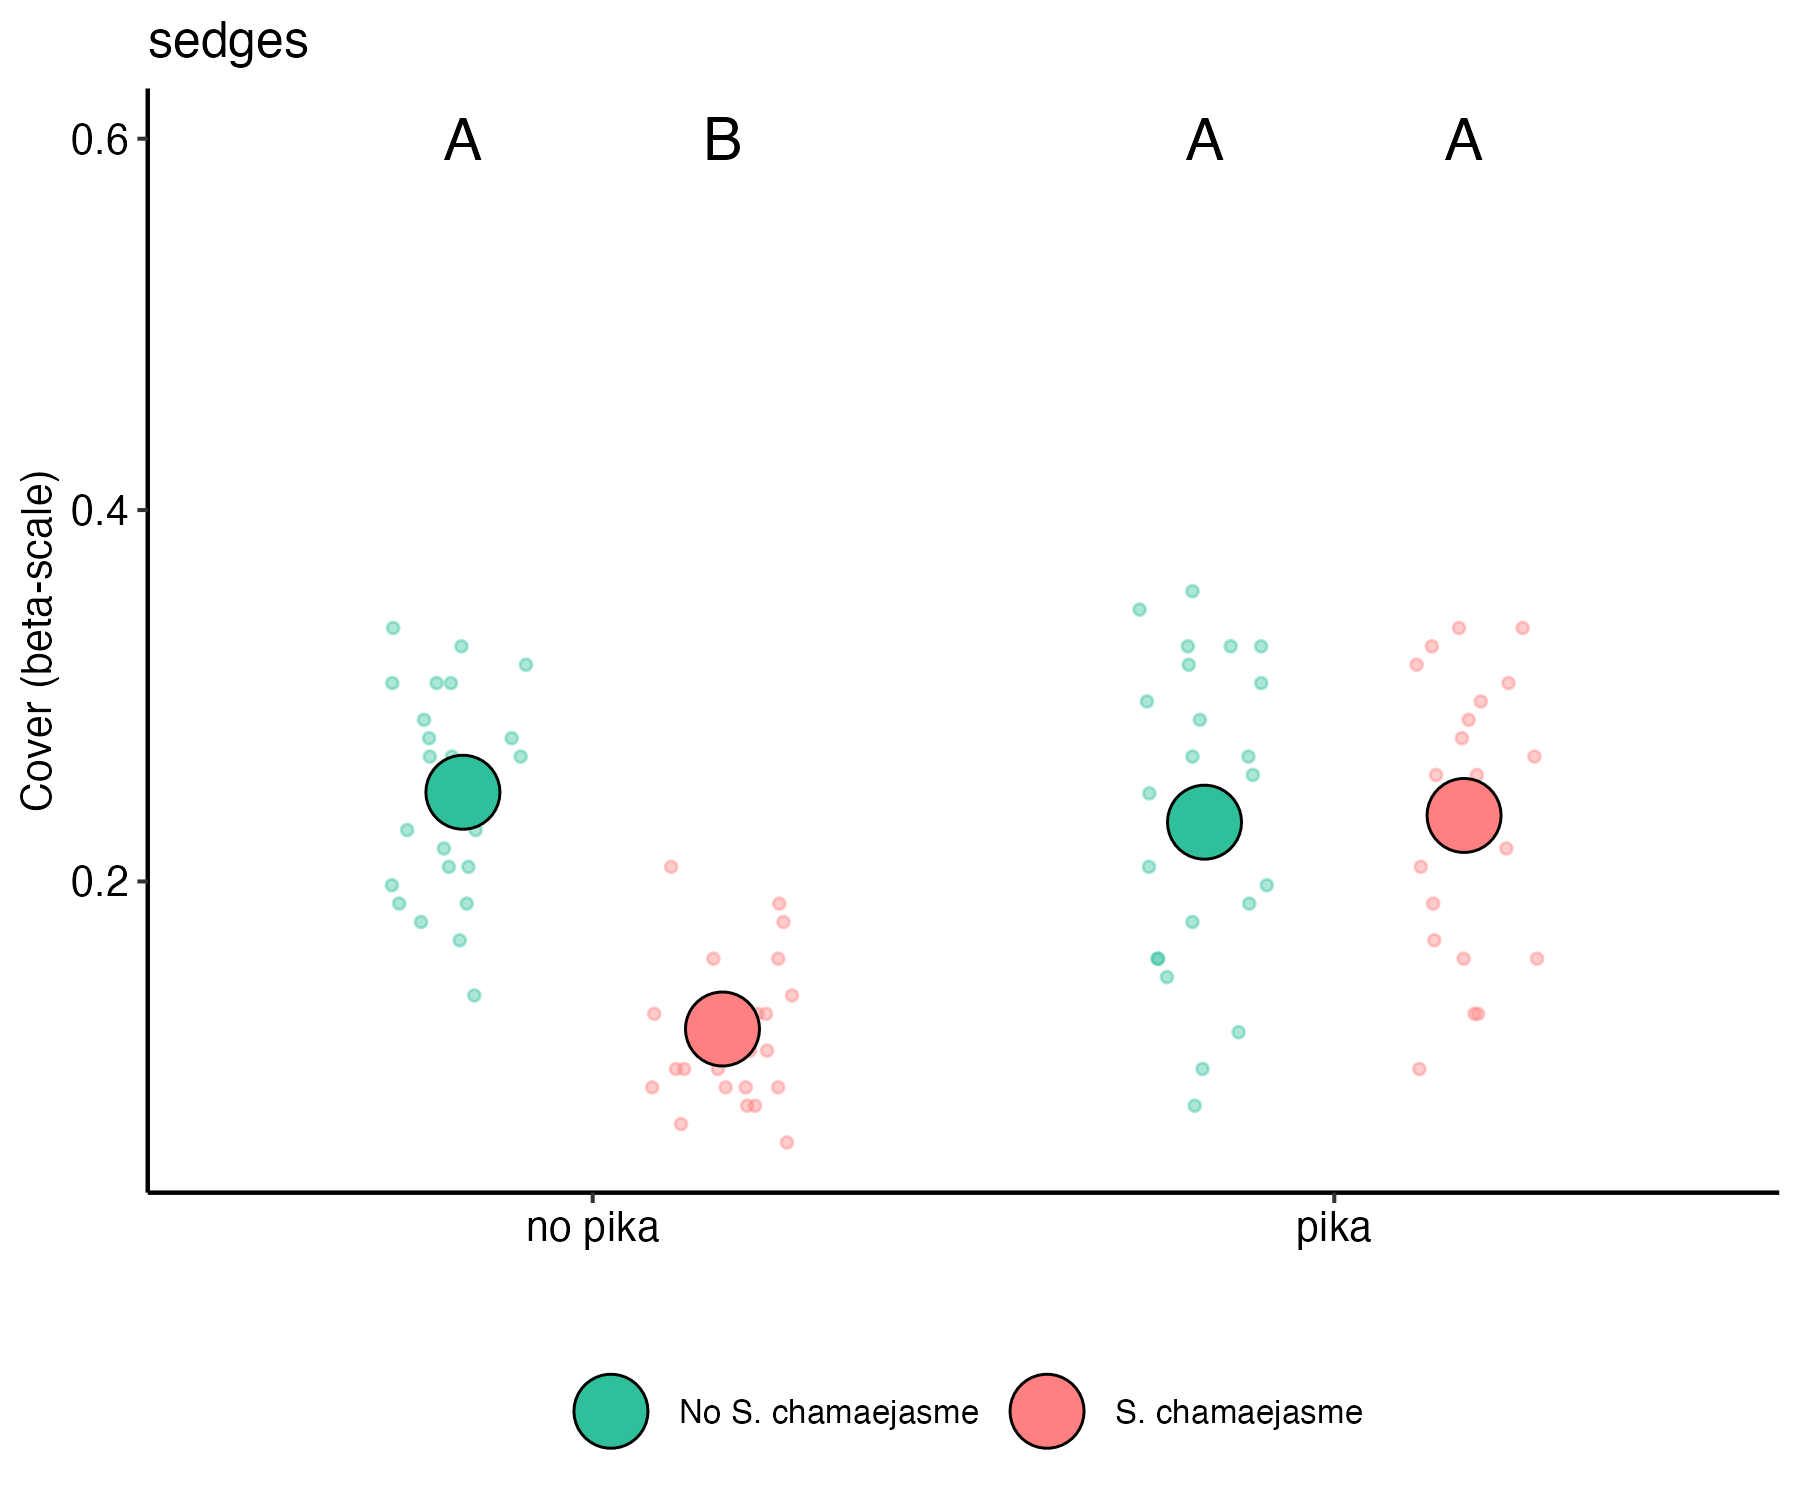 sedges
A B A A
0.6
0.4
0.2
Cover (beta-scale)
no pika pika
No S. chamaejasme S. chamaejasme